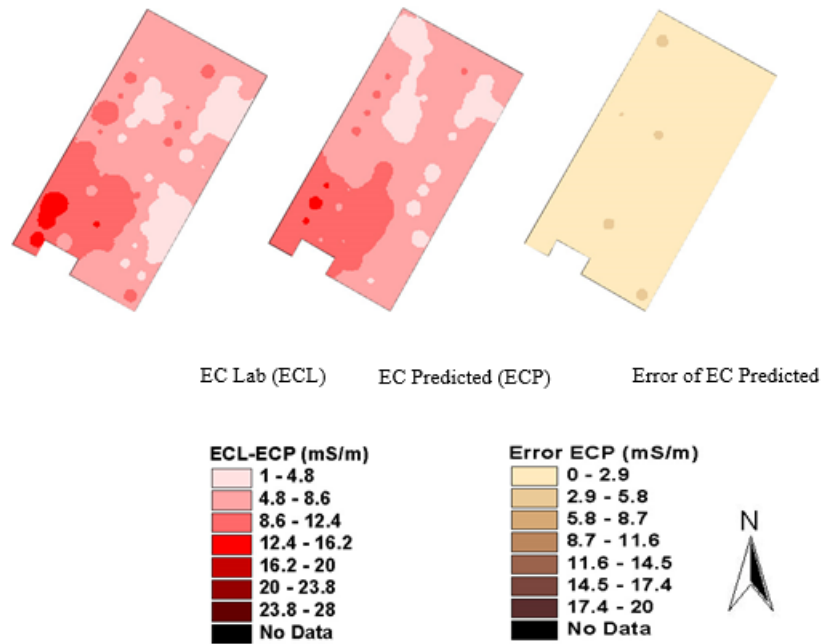 EC Lab (ECL)
EC Predicted (ECP)
Error of EC Predicted
ECL-ECP (mS/m)
1 - 4.8
4.8 - 8.6
8.6 - 12.4
12.4 - 16.2
16.2 - 20
20 - 23.8
23.8 - 28
No Data
Error ECP (mS/m)
0 - 2.9
2.9 - 5.8
5.8 - 8.7
8.7 - 11.6
11.6 - 14.5
14.5 - 17.4
17.4 - 20
No Data
N